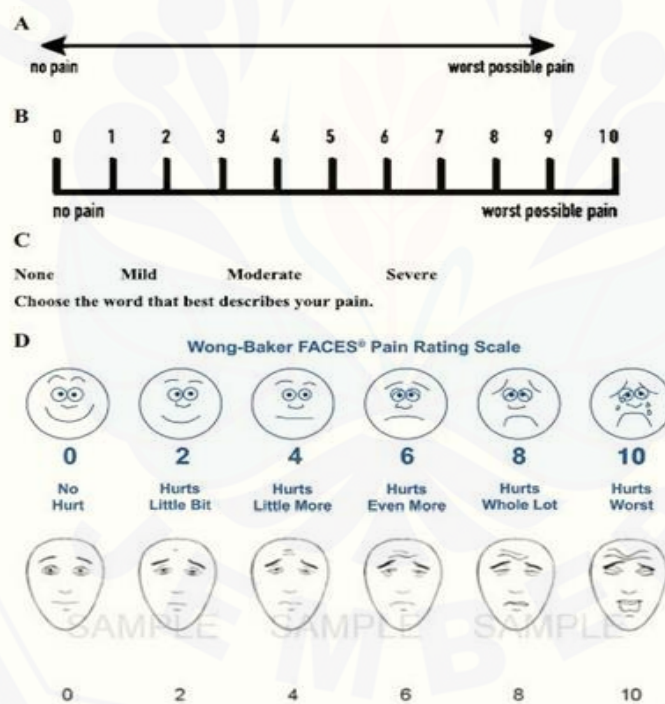 A
no pain worst possible pain
B
0 1 2 3 4 5 6 7 8 9 10
no pain worst possible pain
C
None Mild Moderate Severe
Choose the word that best describes your pain.
D
Wong-Baker FACES® Pain Rating Scale
0 2 4 6 8 10
No Hurts Hurts Hurts Hurts Hurts
Hurt Little Bit Little More Even More Whole Lot Worst
SAMPLE SAMPLE SAMPLE
0 2 4 6 8 10